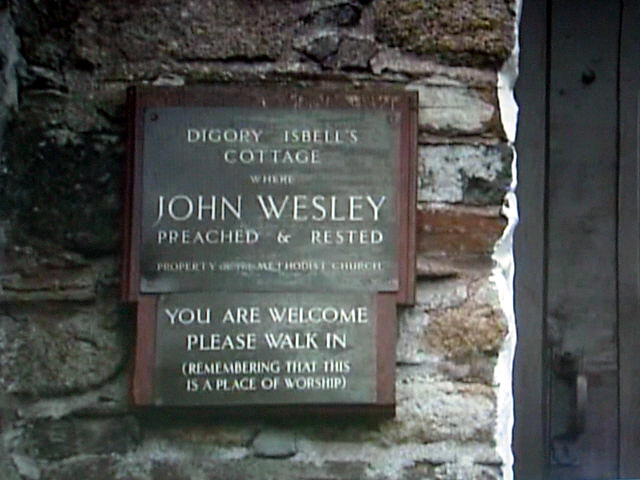 DIGORY ISBELL'S
COTTAGE
WHERE
JOHN WESLEY
PREACHED & RESTED
PROPERTY OF THE METHODIST CHURCH
YOU ARE WELCOME
PLEASE WALK IN
(REMEMBERING THAT THIS
IS A PLACE OF WORSHIP)